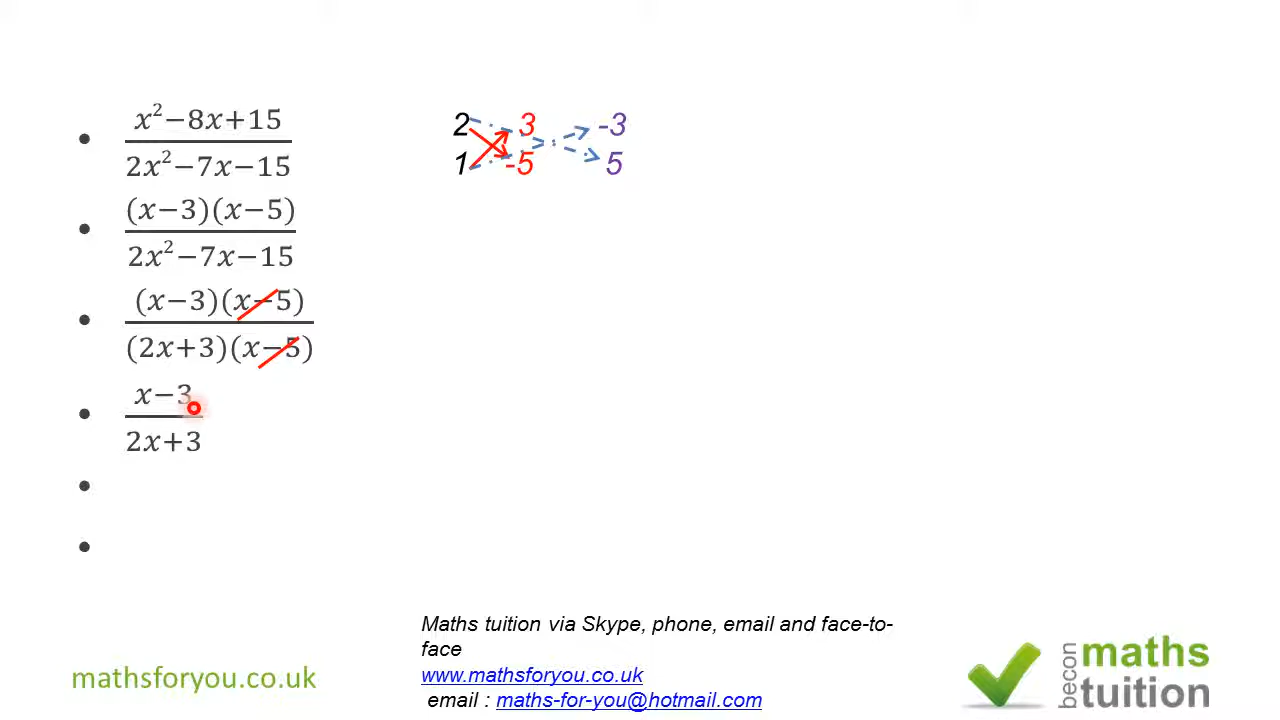 • x²−8x+15
2x²−7x−15
• (x−3)(x−5)
2x²−7x−15
• (x−3)(x−5)
(2x+3)(x−5)
• x−3
2x+3
•
•
2 3 -3
1 -5 5
Maths tuition via Skype, phone, email and face-to-
face
www.mathsforyou.co.uk
email : maths-for-you@hotmail.com
mathsforyou.co.uk
becon
maths
tuition